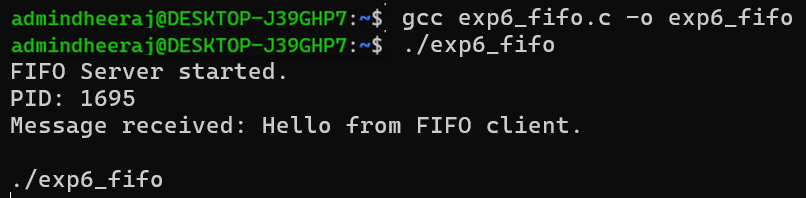 admindheeraj@DESKTOP-J39GHP7:~$ gcc exp6_fifo.c -o exp6_fifo
admindheeraj@DESKTOP-J39GHP7:~$ ./exp6_fifo
FIFO Server started.
PID: 1695
Message received: Hello from FIFO client.
./exp6_fifo